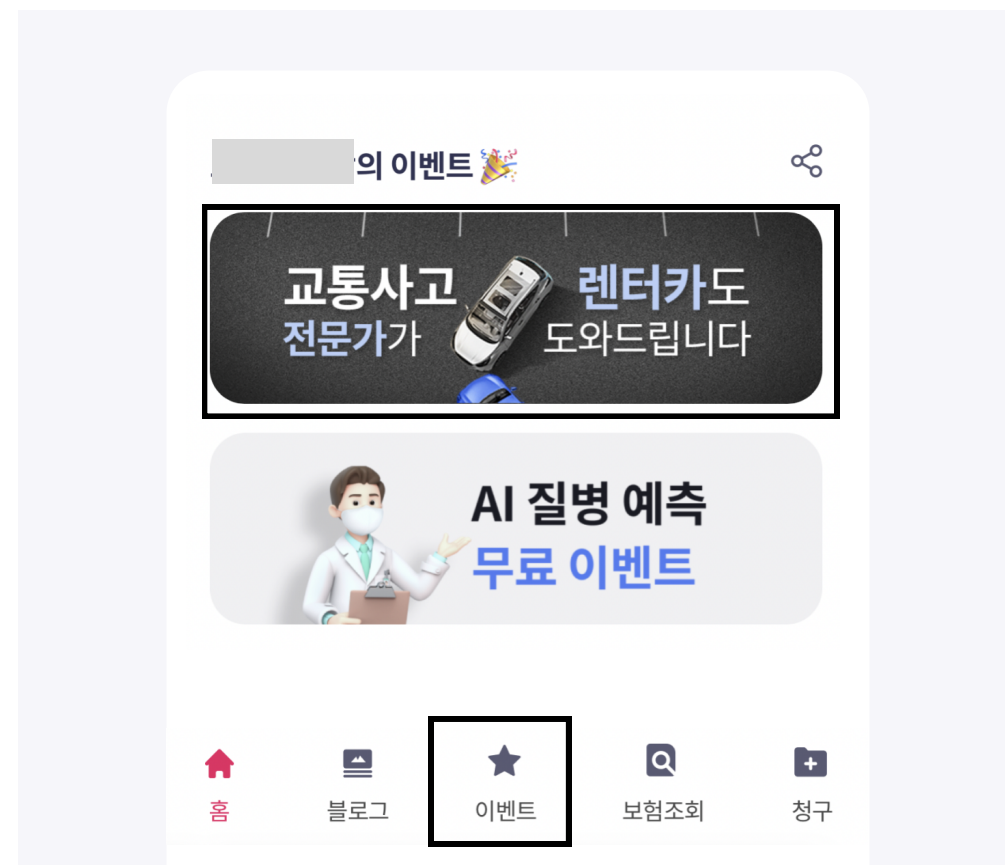 의 이벤트
교통사고 렌터카도
전문가가 도와드립니다
AI 질병 예측
무료 이벤트
홈 블로그 이벤트 보험조회 청구